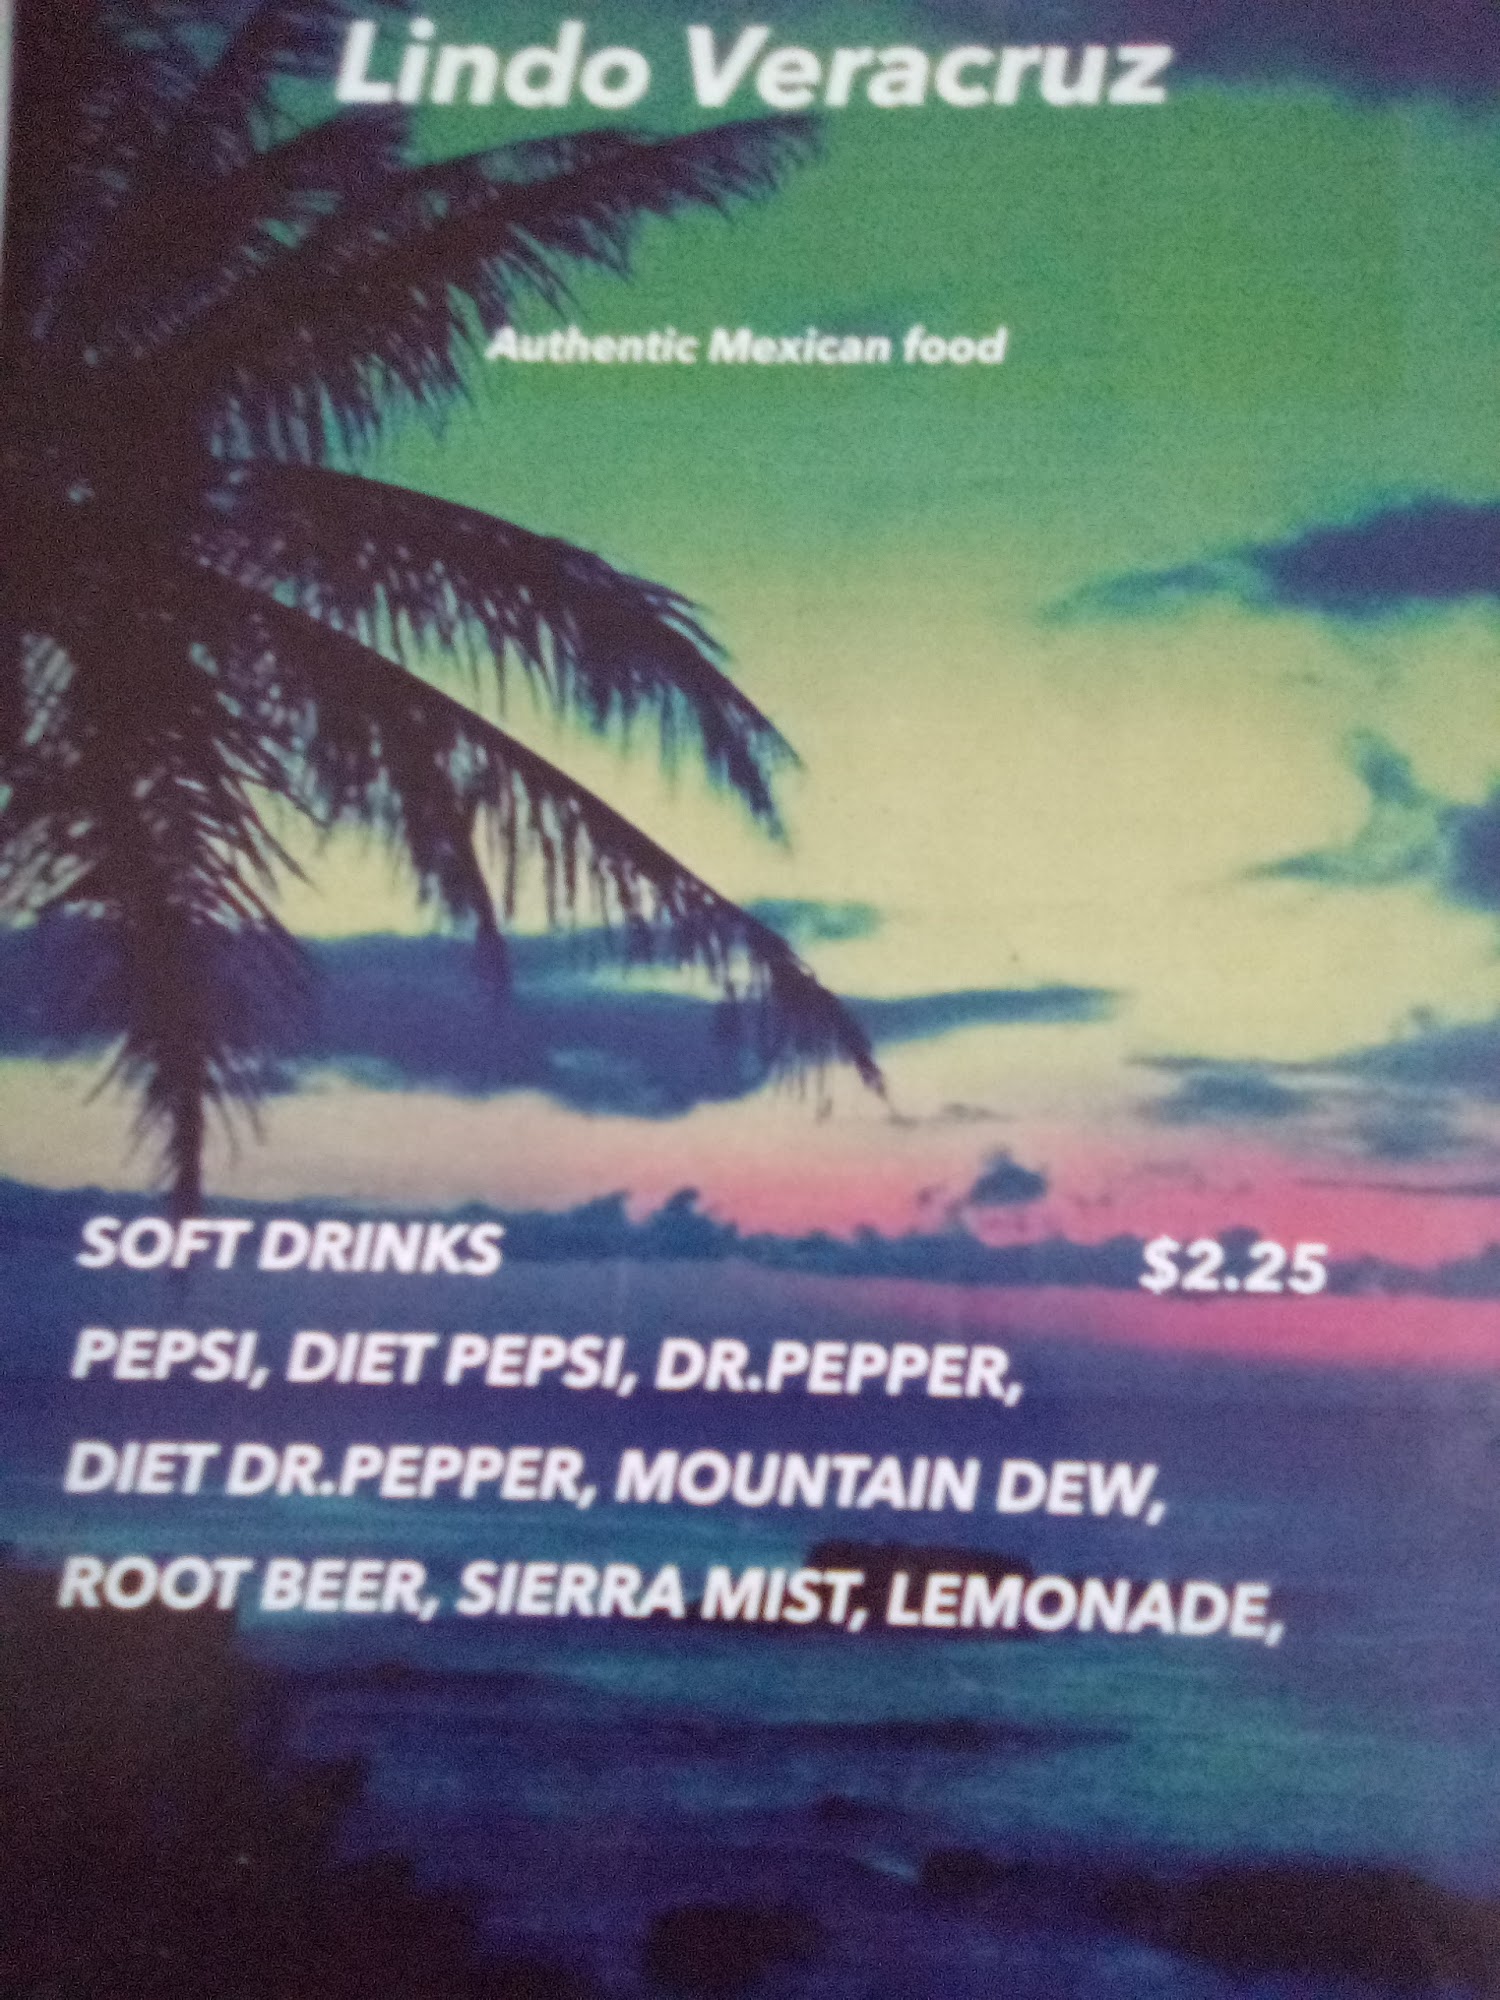 Lindo Veracruz
Authentic Mexican food
SOFT DRINKS $2.25
PEPSI, DIET PEPSI, DR.PEPPER,
DIET DR.PEPPER, MOUNTAIN DEW,
ROOT BEER, SIERRA MIST, LEMONADE,